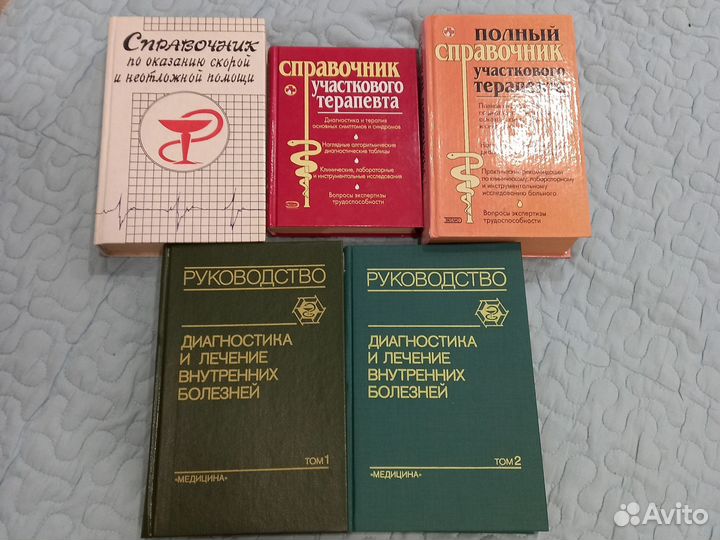 Справочник
по оказанию скорой
и неотложной помощи
СПРАВОЧНИК
УЧАСТКОВОГО
ТЕРАПЕВТА
Диагностика и терапия
основных симптомов и синдромов
Наглядные алгоритмические
диагностические таблицы
Клинические, лабораторные
и инструментальные исследования
Вопросы экспертизы
трудоспособности
ПОЛНЫЙ
СПРАВОЧНИК
УЧАСТКОВОГО
ТЕРАПЕВТА
Практические рекомендации
по клиническому, лабораторному
и инструментальному
исследованию больного
Вопросы экспертизы
трудоспособности
ЭКСМО
РУКОВОДСТВО
ДИАГНОСТИКА
И ЛЕЧЕНИЕ
ВНУТРЕННИХ
БОЛЕЗНЕЙ
ТОМ 1
«МЕДИЦИНА»
РУКОВОДСТВО
ДИАГНОСТИКА
И ЛЕЧЕНИЕ
ВНУТРЕННИХ
БОЛЕЗНЕЙ
ТОМ 2
«МЕДИЦИНА»
Avito